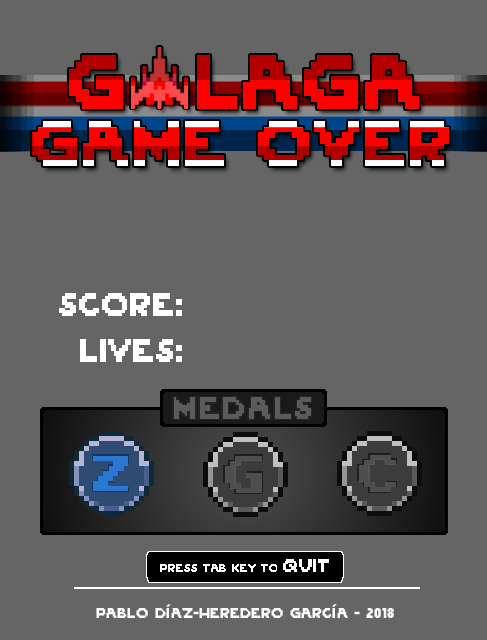 GALAGA
GAME OVER
SCORE:
LIVES:
MEDALS
Z G C
PRESS TAB KEY TO QUIT
PABLO DÍAZ-HEREDERO GARCÍA - 2018